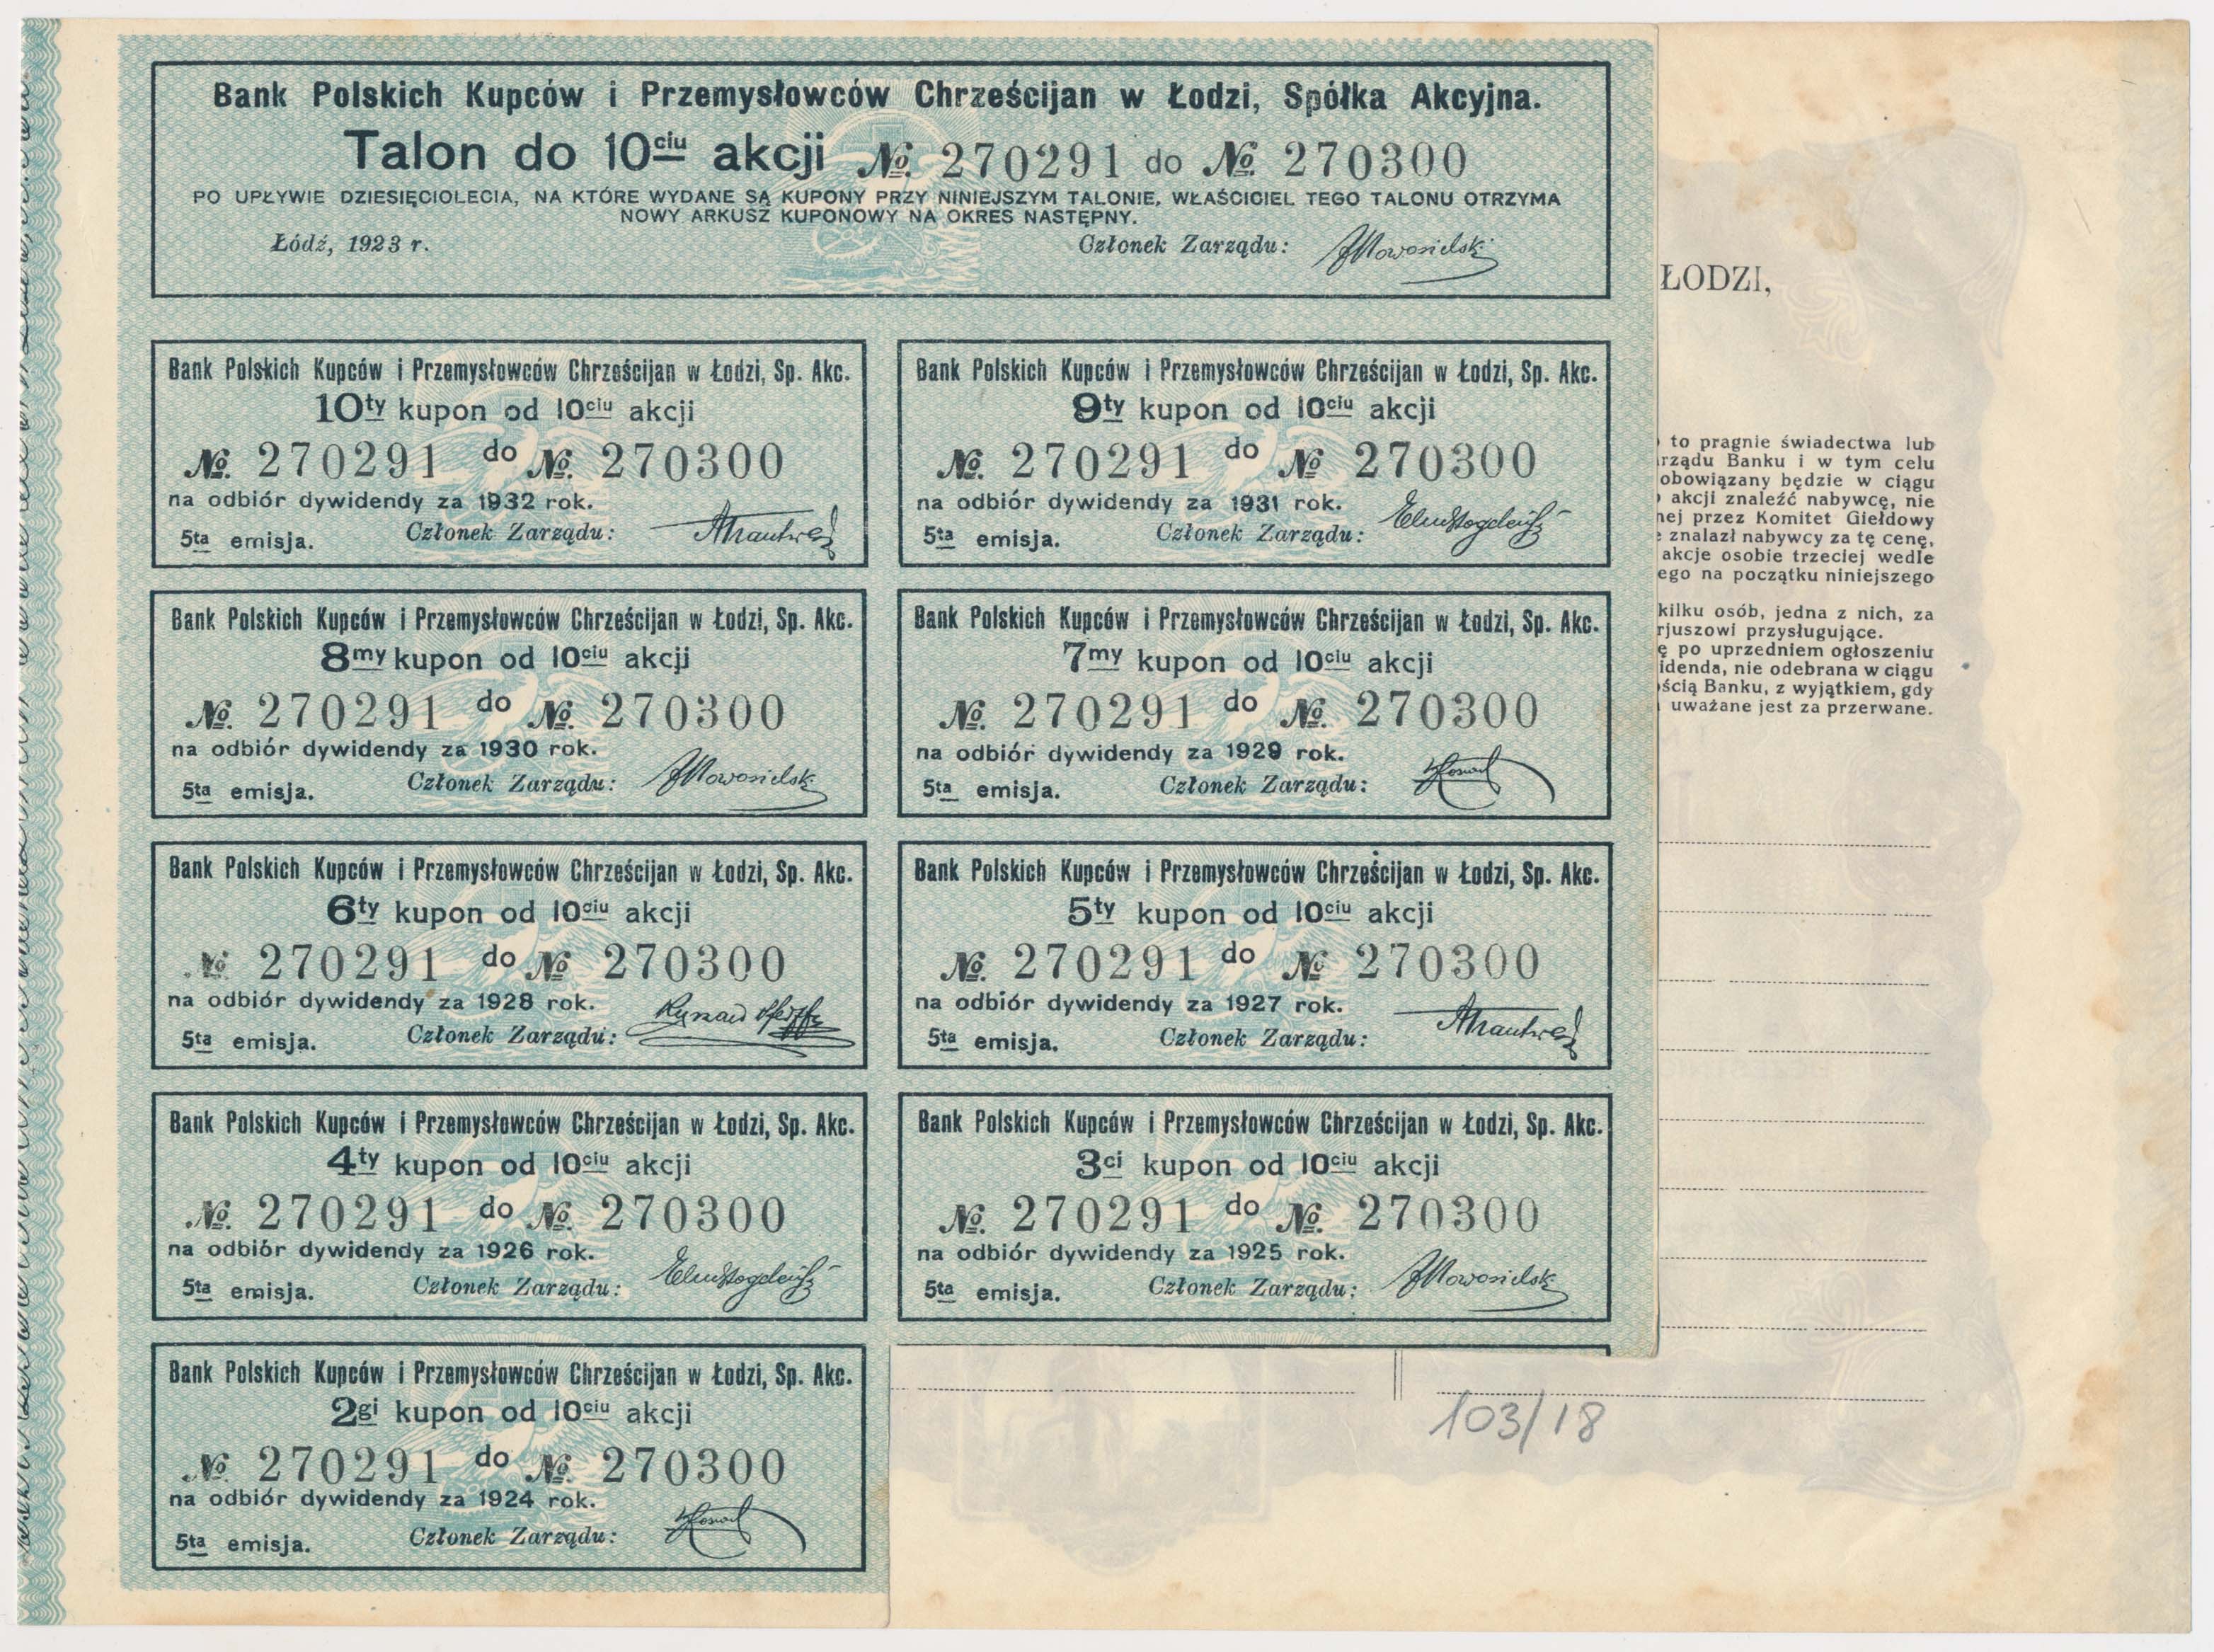 Bank Polskich Kupców i Przemysłowców Chrześcijan w Łodzi, Spółka Akcyjna.
Talon do 10ciu akcji № 270291 do № 270300
PO UPŁYWIE DZIESIĘCIOLECIA, NA KTÓRE WYDANE SĄ KUPONY PRZY NINIEJSZYM TALONIE, WŁAŚCICIEL TEGO TALONU OTRZYMA
NOWY ARKUSZ KUPONOWY NA OKRES NASTĘPNY.
Łódź, 1923 r. Członek Zarządu:
Bank Polskich Kupców i Przemysłowców Chrześcijan w Łodzi, Sp. Akc.
10ty kupon od 10ciu akcji
№ 270291 do № 270300
na odbiór dywidendy za 1932 rok.
5ta emisja. Członek Zarządu:
Bank Polskich Kupców i Przemysłowców Chrześcijan w Łodzi, Sp. Akc.
9ty kupon od 10ciu akcji
№ 270291 do № 270300
na odbiór dywidendy za 1931 rok.
5ta emisja. Członek Zarządu:
Bank Polskich Kupców i Przemysłowców Chrześcijan w Łodzi, Sp. Akc.
8my kupon od 10ciu akcji
№ 270291 do № 270300
na odbiór dywidendy za 1930 rok.
5ta emisja. Członek Zarządu:
Bank Polskich Kupców i Przemysłowców Chrześcijan w Łodzi, Sp. Akc.
7my kupon od 10ciu akcji
№ 270291 do № 270300
na odbiór dywidendy za 1929 rok.
5ta emisja. Członek Zarządu:
Bank Polskich Kupców i Przemysłowców Chrześcijan w Łodzi, Sp. Akc.
6ty kupon od 10ciu akcji
№ 270291 do № 270300
na odbiór dywidendy za 1928 rok.
5ta emisja. Członek Zarządu:
Bank Polskich Kupców i Przemysłowców Chrześcijan w Łodzi, Sp. Akc.
5ty kupon od 10ciu akcji
№ 270291 do № 270300
na odbiór dywidendy za 1927 rok.
5ta emisja. Członek Zarządu:
Bank Polskich Kupców i Przemysłowców Chrześcijan w Łodzi, Sp. Akc.
4ty kupon od 10ciu akcji
№ 270291 do № 270300
na odbiór dywidendy za 1926 rok.
5ta emisja. Członek Zarządu:
Bank Polskich Kupców i Przemysłowców Chrześcijan w Łodzi, Sp. Akc.
3ci kupon od 10ciu akcji
№ 270291 do № 270300
na odbiór dywidendy za 1925 rok.
5ta emisja. Członek Zarządu:
Bank Polskich Kupców i Przemysłowców Chrześcijan w Łodzi, Sp. Akc.
2gi kupon od 10ciu akcji
№ 270291 do № 270300
na odbiór dywidendy za 1924 rok.
5ta emisja. Członek Zarządu:
ŁODZI,
to pragnie świadectwa lub
rządu Banku i w tym celu
obowiązany będzie w ciągu
akcji znaleźć nabywcę, nie
nej przez Komitet Giełdowy
znalazł nabywcy za tę cenę,
akcje osobie trzeciej wedle
ego na początku niniejszego
kilku osób, jedna z nich, za
rjuszowi przysługujące.
ę po uprzedniem ogłoszeniu
idenda, nie odebrana w ciągu
ścią Banku, z wyjątkiem, gdy
uważane jest za przerwane.
103/18